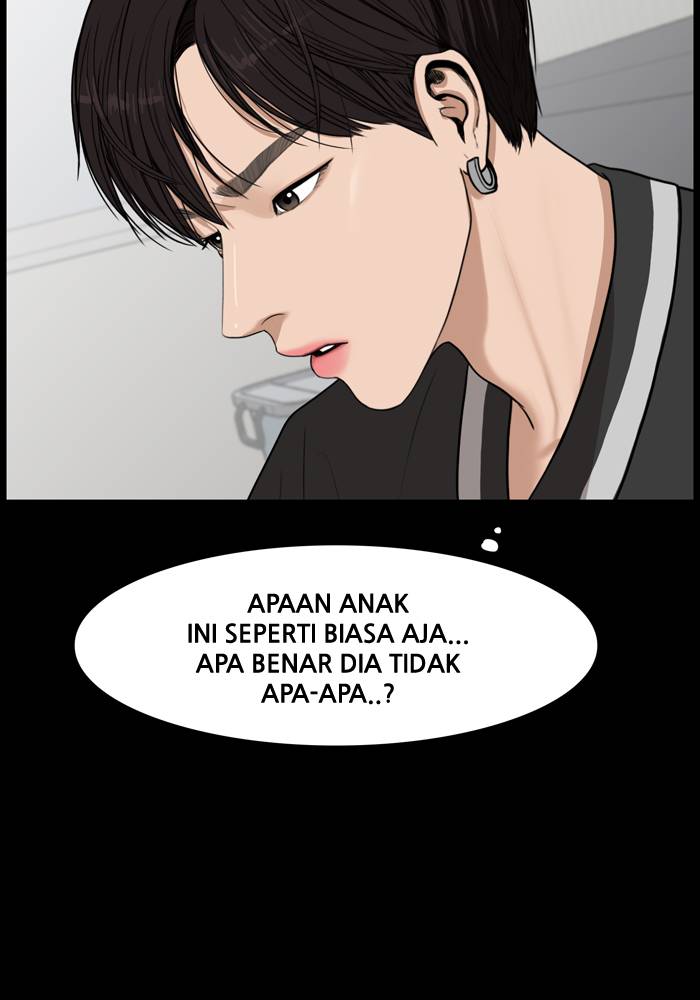 APAAN ANAK
INI SEPERTI BIASA AJA...
APA BENAR DIA TIDAK
APA-APA..?